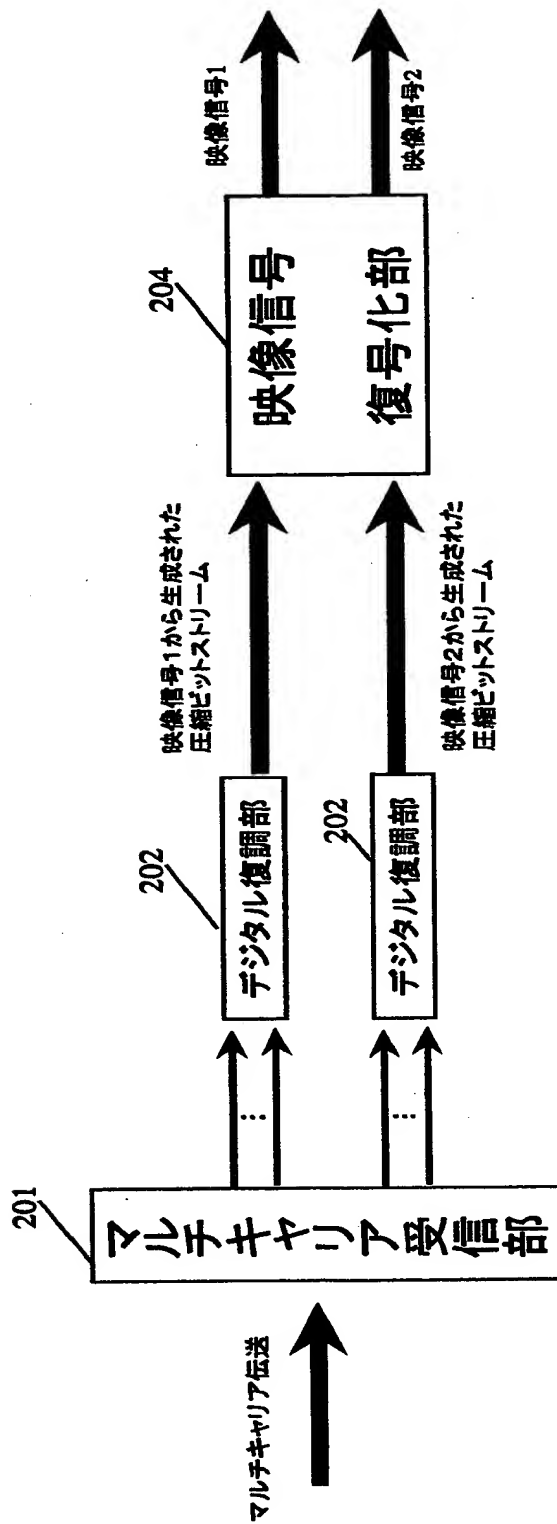 マルチキャリア伝送
201
マルチキャリア受信部
202
デジタル復調部
202
デジタル復調部
映像信号1から生成された
圧縮ビットストリーム
映像信号2から生成された
圧縮ビットストリーム
204
映像信号
復号化部
映像信号1
映像信号2